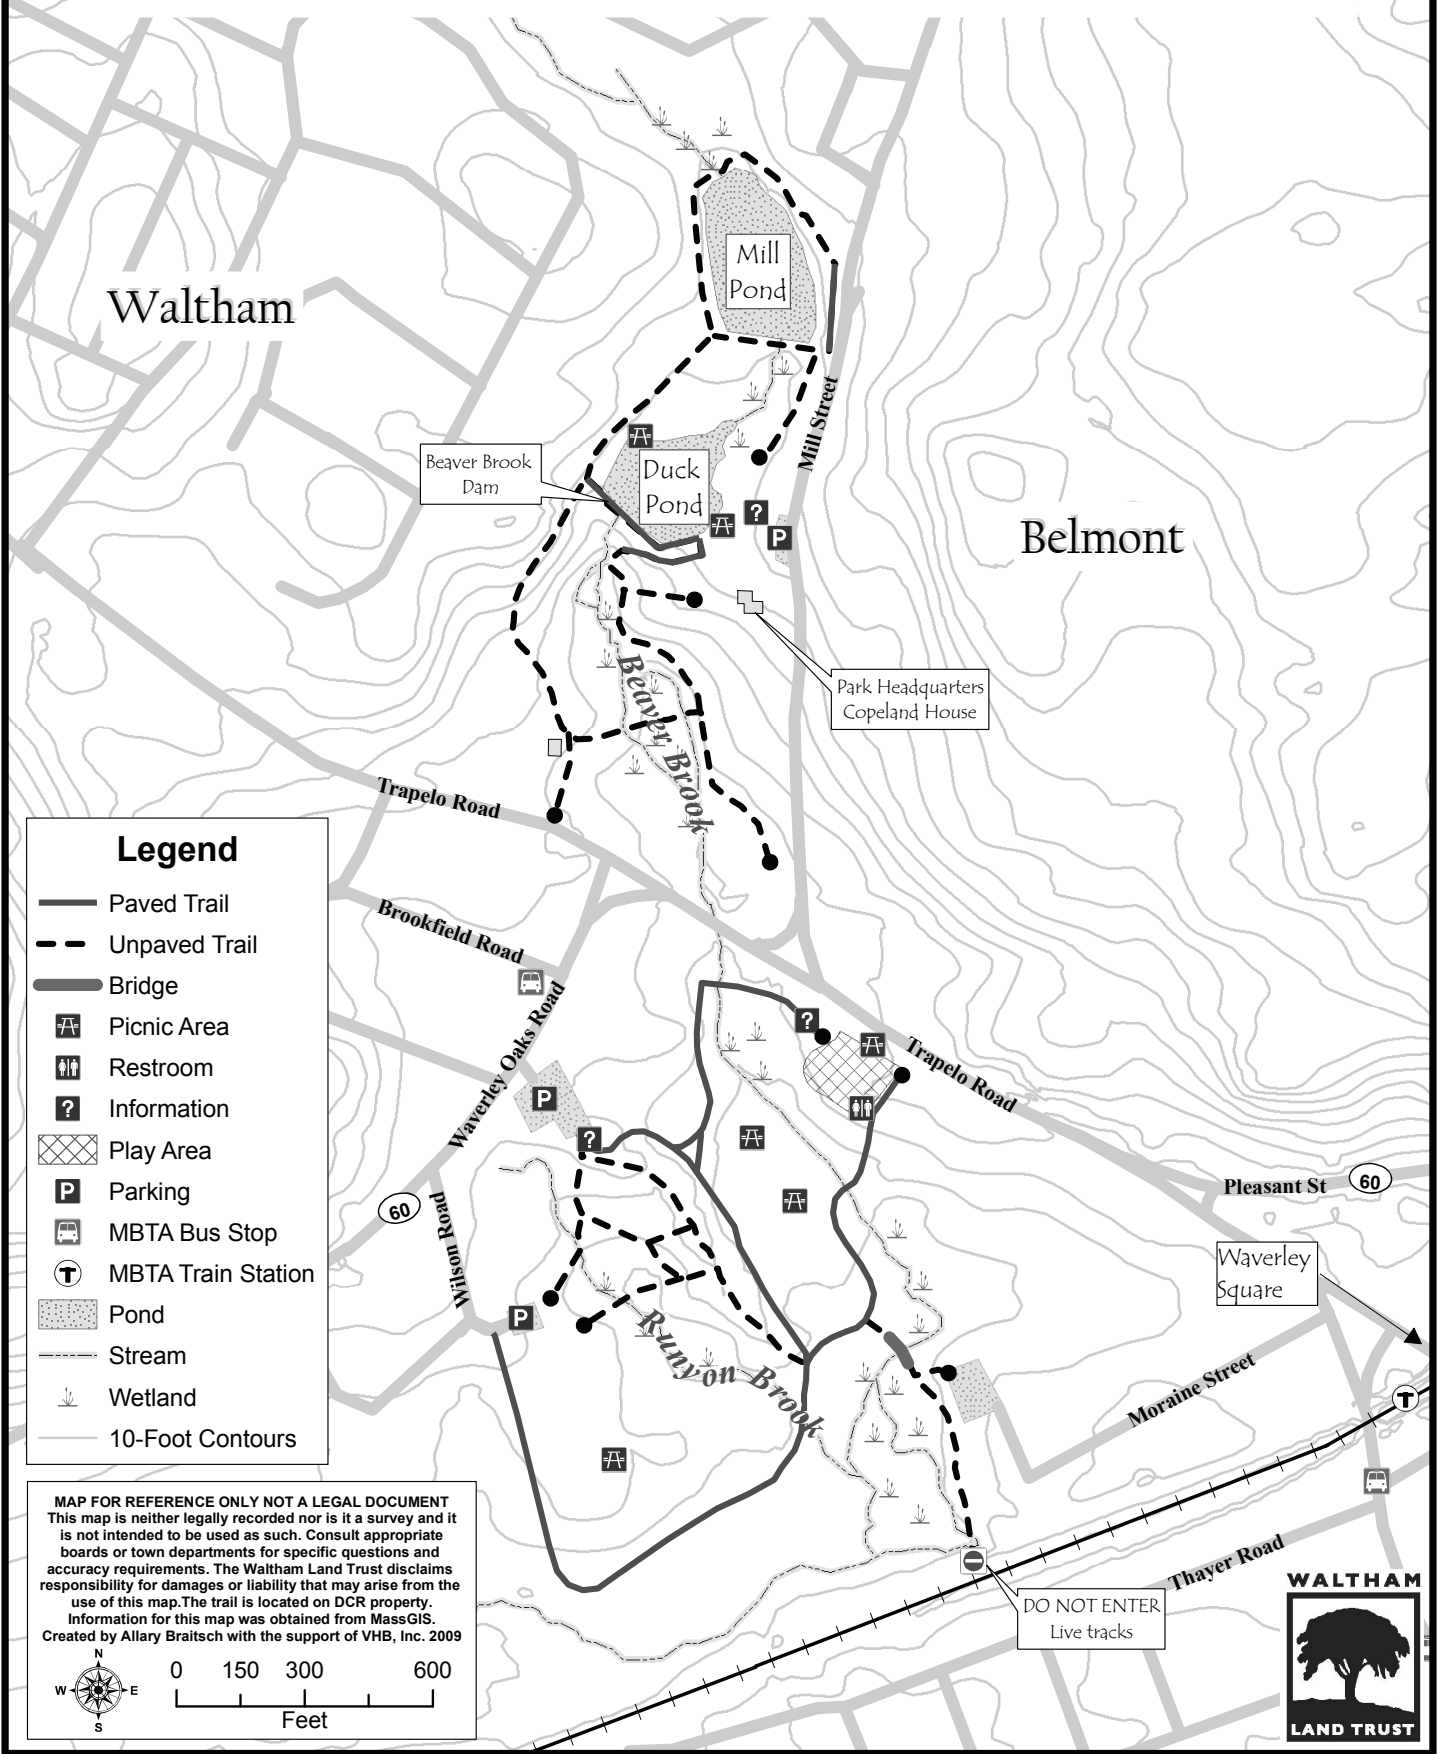 Mill
Pond
Waltham
Mill Street
Beaver Brook
Dam
Duck
Pond
?
P
Belmont
Park Headquarters
Copeland House
Beaver Brook
Trapelo Road
Legend
Paved Trail
Unpaved Trail
Bridge
Picnic Area
Restroom
? Information
Play Area
P Parking
MBTA Bus Stop
T MBTA Train Station
Pond
Stream
Wetland
10-Foot Contours
Brookfield Road
Waverley Oaks Road
?
Trapelo Road
P
?
Pleasant St 60
60
Wilson Road
P
Waverley
Square
Runyon Brook
Moraine Street
T
Thayer Road
DO NOT ENTER
Live tracks
MAP FOR REFERENCE ONLY NOT A LEGAL DOCUMENT
This map is neither legally recorded nor is it a survey and it
is not intended to be used as such. Consult appropriate
boards or town departments for specific questions and
accuracy requirements. The Waltham Land Trust disclaims
responsibility for damages or liability that may arise from the
use of this map.The trail is located on DCR property.
Information for this map was obtained from MassGIS.
Created by Allary Braitsch with the support of VHB, Inc. 2009
N
W E
S
0 150 300 600
Feet
WALTHAM
LAND TRUST